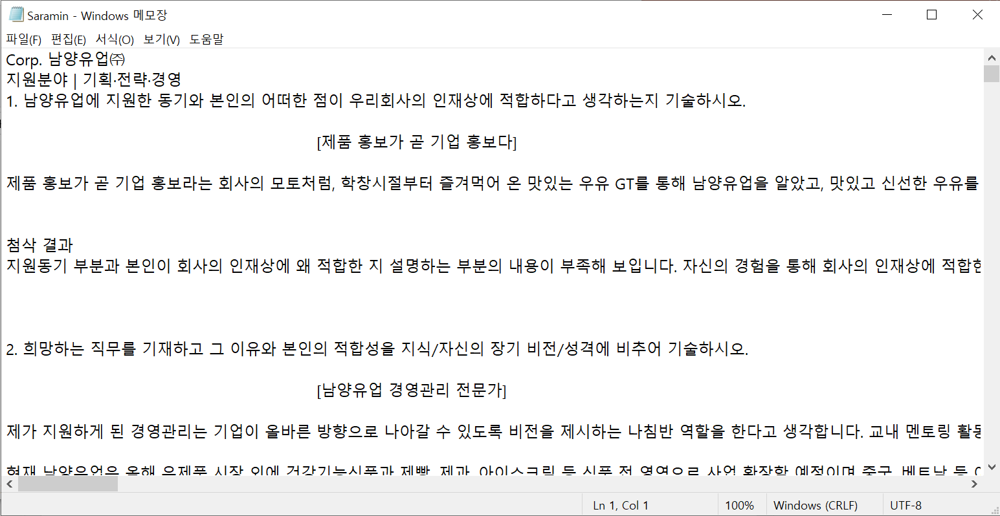 Saramin - Windows 메모장
파일(F) 편집(E) 서식(O) 보기(V) 도움말
Corp. 남양유업㈜
지원분야 | 기획·전략·경영
1. 남양유업에 지원한 동기와 본인의 어떠한 점이 우리회사의 인재상에 적합하다고 생각하는지 기술하시오.
[제품 홍보가 곧 기업 홍보다]
제품 홍보가 곧 기업 홍보라는 회사의 모토처럼, 학창시절부터 즐겨먹어 온 맛있는 우유 GT를 통해 남양유업을 알았고, 맛있고 신선한 우유를
첨삭 결과
지원동기 부분과 본인이 회사의 인재상에 왜 적합한 지 설명하는 부분의 내용이 부족해 보입니다. 자신의 경험을 통해 회사의 인재상에 적합한
2. 희망하는 직무를 기재하고 그 이유와 본인의 적합성을 지식/자신의 장기 비전/성격에 비추어 기술하시오.
[남양유업 경영관리 전문가]
제가 지원하게 된 경영관리는 기업이 올바른 방향으로 나아갈 수 있도록 비전을 제시하는 나침반 역할을 한다고 생각합니다. 교내 멘토링 활동
현재 남양유업은 올해 유제품 시장 외에 건강기능식품과 제빵, 제과, 아이스크림 등 식품 전 영역으로 사업 확장할 예정이며 중국, 베트남 등
Ln 1, Col 1 100% Windows (CRLF) UTF-8